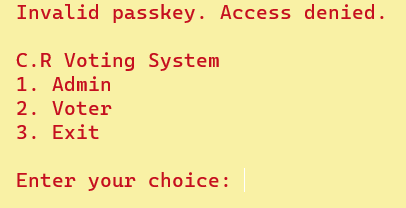 Invalid passkey. Access denied.
C.R Voting System
1. Admin
2. Voter
3. Exit
Enter your choice: